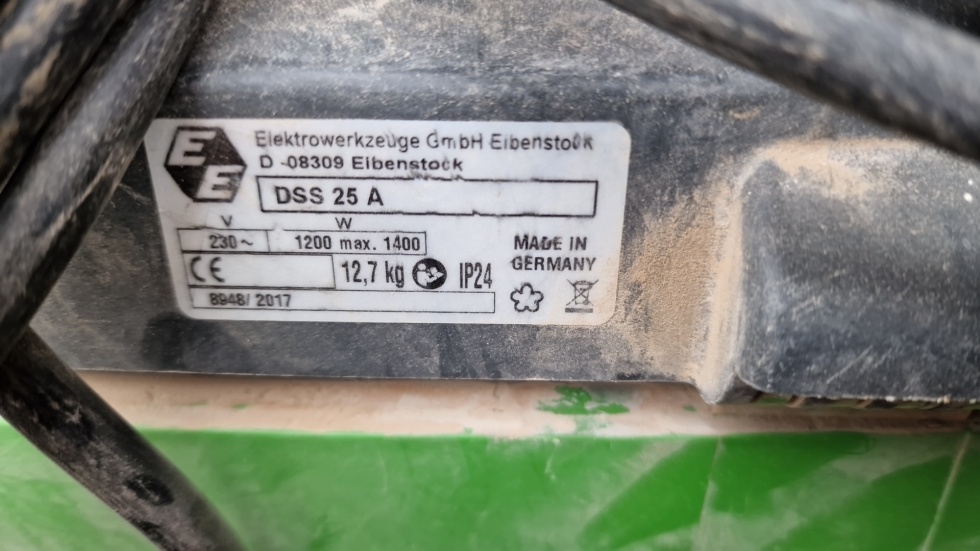 E
E
Elektrowerkzeuge GmbH Eibenstock
D -08309 Eibenstock
DSS 25 A
V W
230~ 1200 max. 1400
CE 12,7 kg IP24
MADE IN
GERMANY
8948/ 2017